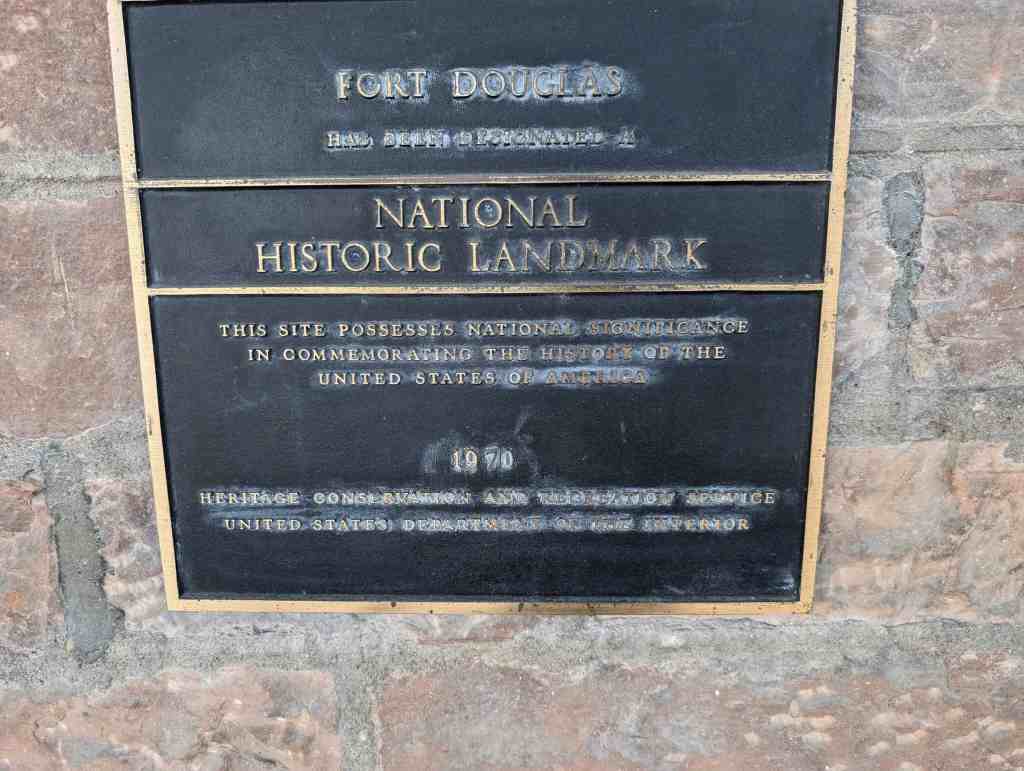 FORT DOUGLAS
HAS BEEN DESIGNATED A
NATIONAL
HISTORIC LANDMARK
THIS SITE POSSESSES NATIONAL SIGNIFICANCE
IN COMMEMORATING THE HISTORY OF THE
UNITED STATES OF AMERICA
1970
HERITAGE CONSERVATION AND RECREATION SERVICE
UNITED STATES DEPARTMENT OF THE INTERIOR